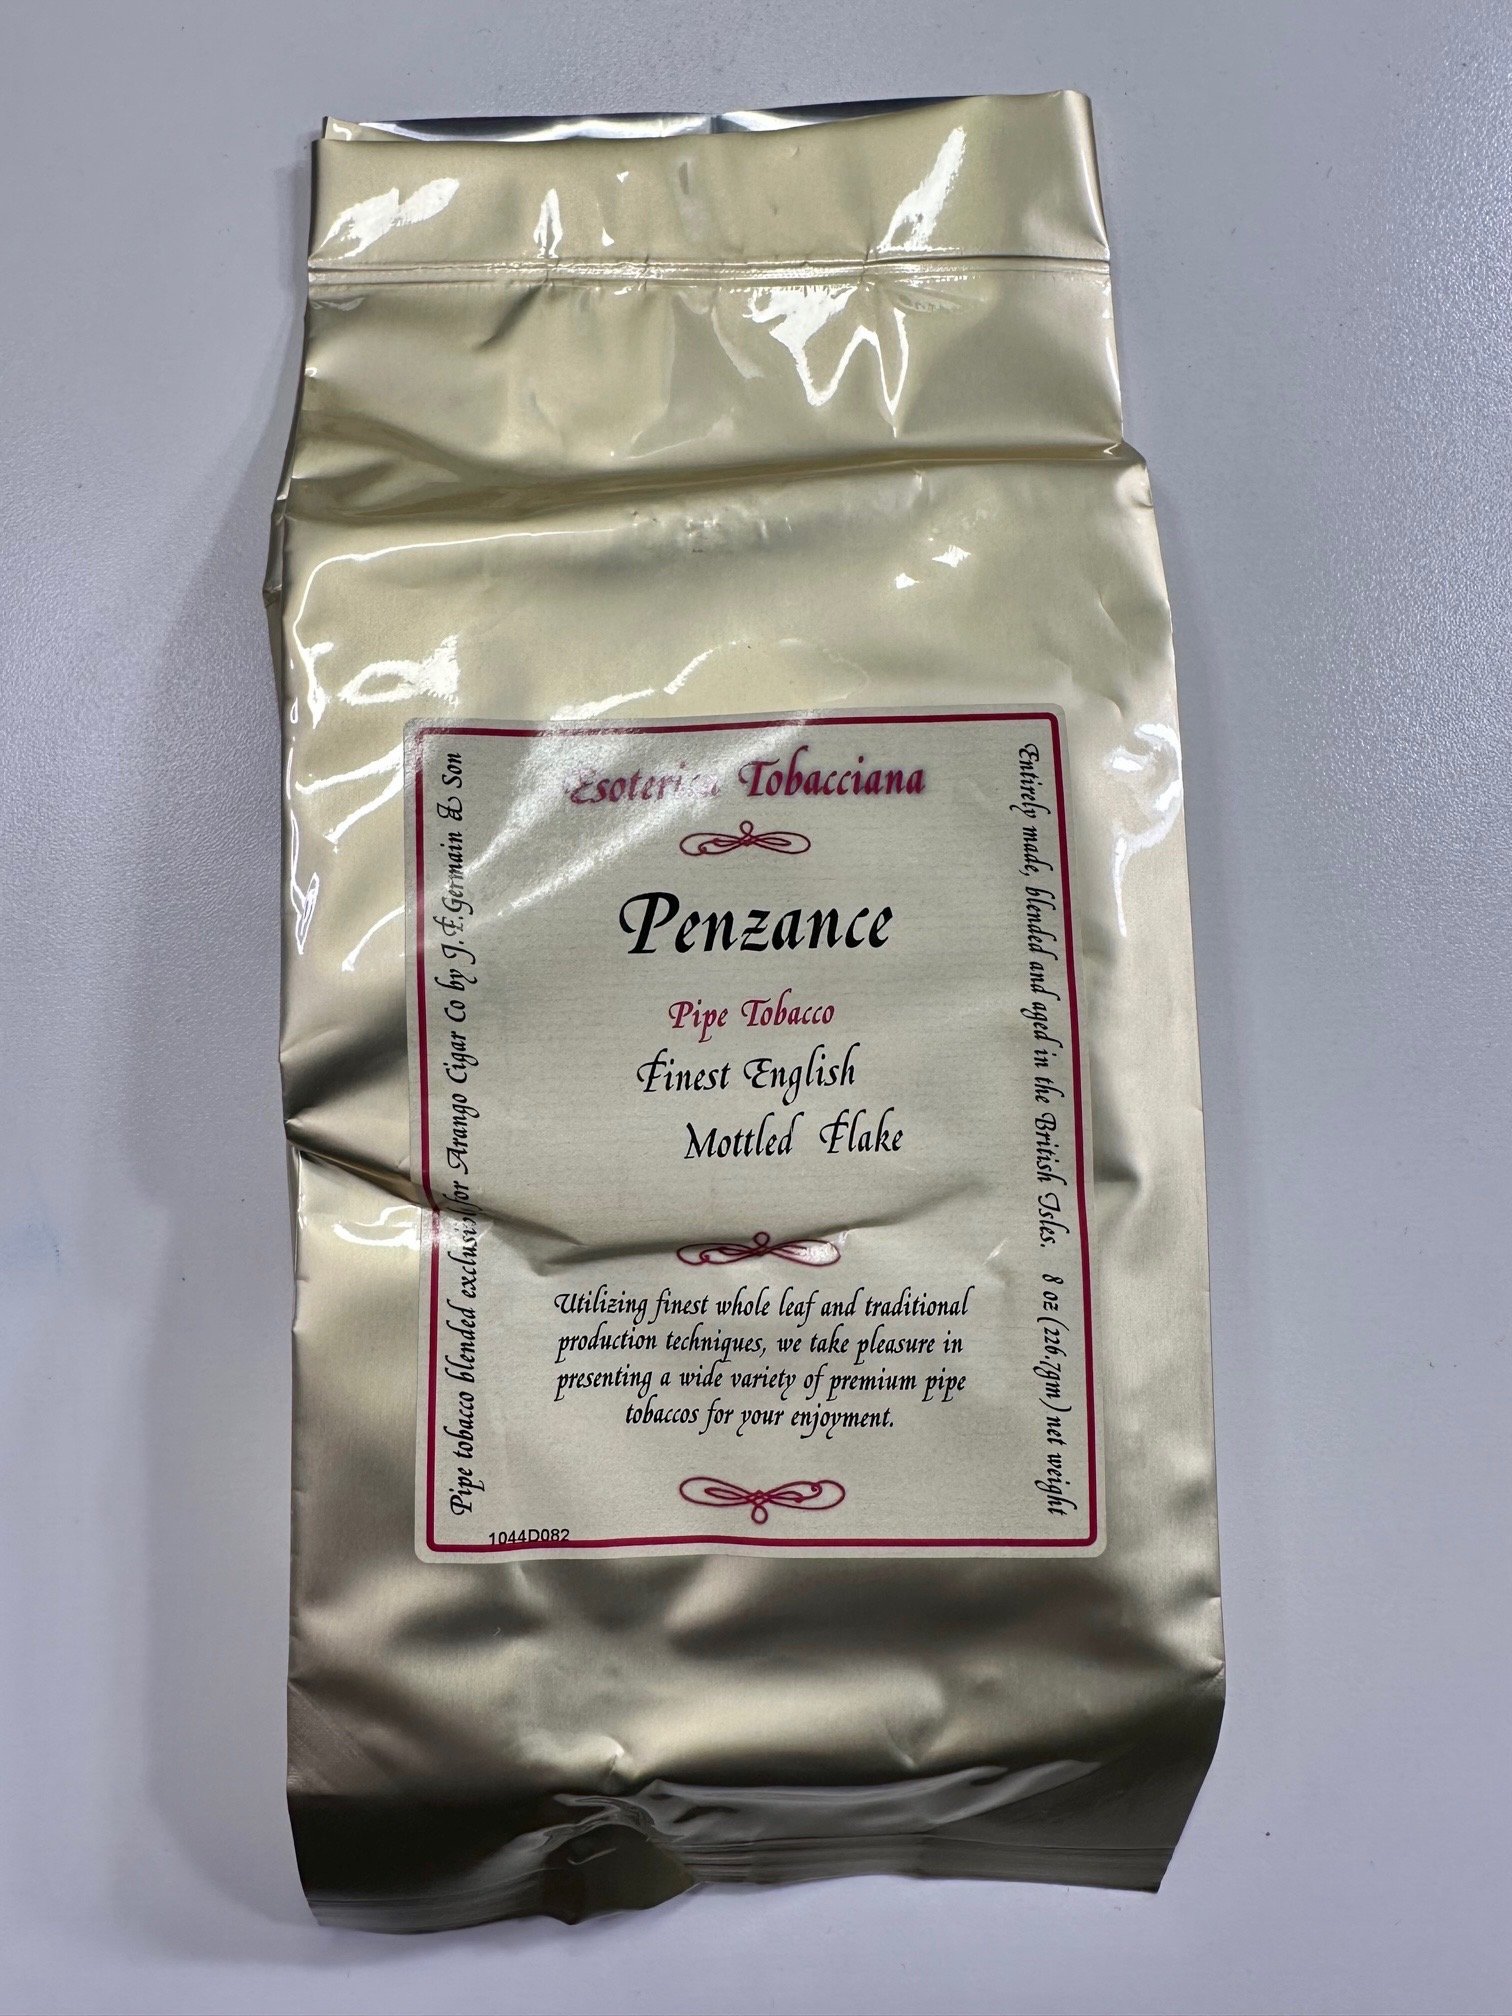 Esoterica Tobacciana
Penzance
Pipe Tobacco
Finest English
Mottled Flake
Utilizing finest whole leaf and traditional
production techniques, we take pleasure in
presenting a wide variety of premium pipe
tobaccos for your enjoyment.
Pipe tobacco blended exclusively for Arango Cigar Co by J.F.Germain & Son
Entirely made, blended and aged in the British Isles. 8 oz (226.7gm) net weight
1044D082